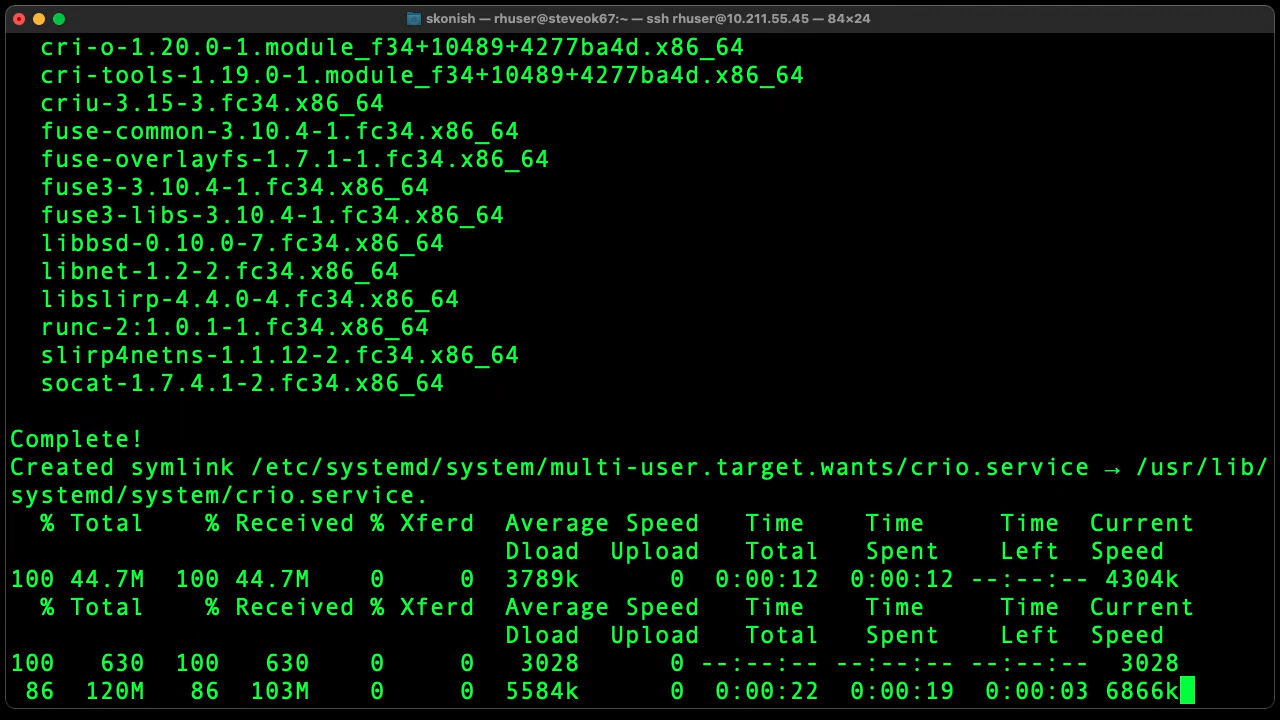 skonish — rhuser@steveok67:~ — ssh rhuser@10.211.55.45 — 84×24
cri-o-1.20.0-1.module_f34+10489+4277ba4d.x86_64
cri-tools-1.19.0-1.module_f34+10489+4277ba4d.x86_64
criu-3.15-3.fc34.x86_64
fuse-common-3.10.4-1.fc34.x86_64
fuse-overlayfs-1.7.1-1.fc34.x86_64
fuse3-3.10.4-1.fc34.x86_64
fuse3-libs-3.10.4-1.fc34.x86_64
libbsd-0.10.0-7.fc34.x86_64
libnet-1.2-2.fc34.x86_64
libslirp-4.4.0-4.fc34.x86_64
runc-2:1.0.1-1.fc34.x86_64
slirp4netns-1.1.12-2.fc34.x86_64
socat-1.7.4.1-2.fc34.x86_64
Complete!
Created symlink /etc/systemd/system/multi-user.target.wants/crio.service → /usr/lib/
systemd/system/crio.service.
% Total % Received % Xferd Average Speed Time Time Time Current
Dload Upload Total Spent Left Speed
100 44.7M 100 44.7M 0 0 3789k 0 0:00:12 0:00:12 --:--:-- 4304k
% Total % Received % Xferd Average Speed Time Time Time Current
Dload Upload Total Spent Left Speed
100 630 100 630 0 0 3028 0 --:--:-- --:--:-- --:--:-- 3028
86 120M 86 103M 0 0 5584k 0 0:00:22 0:00:19 0:00:03 6866k